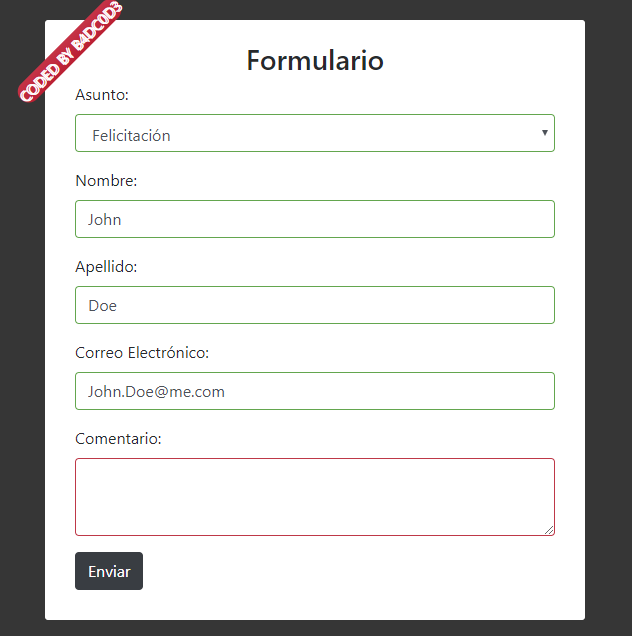 CODED BY B4DC0D3
Formulario
Asunto:
Felicitación
Nombre:
John
Apellido:
Doe
Correo Electrónico:
John.Doe@me.com
Comentario:
Enviar